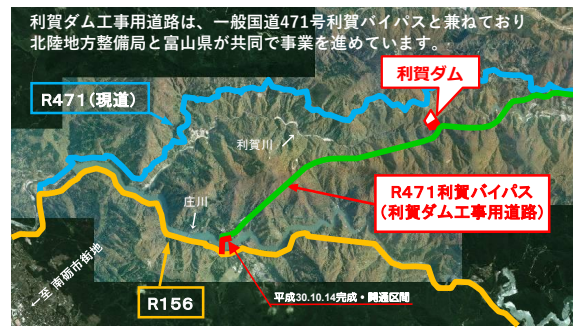 利賀ダム工事用道路は、一般国道471号利賀バイパスと兼ねており
北陸地方整備局と富山県が共同で事業を進めています。
利賀ダム
R471(現道)
利賀川
R471利賀バイパス
(利賀ダム工事用道路)
庄川
←至 南砺市街地
R156
平成30.10.14完成・開通区間